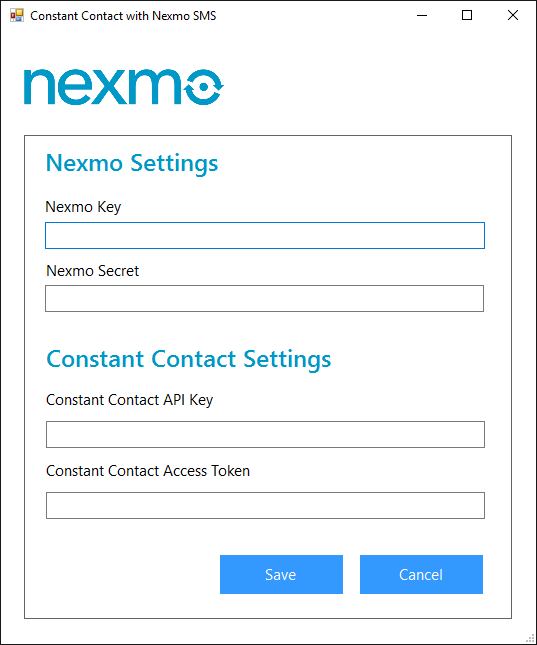 Constant Contact with Nexmo SMS
nexmo
Nexmo Settings
Nexmo Key
Nexmo Secret
Constant Contact Settings
Constant Contact API Key
Constant Contact Access Token
Save
Cancel